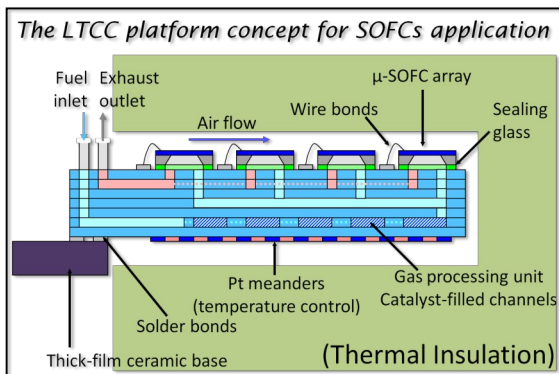 The LTCC platform concept for SOFCs application
Fuel Exhaust
inlet outlet
μ-SOFC array
Wire bonds
Sealing
glass
Air flow
Gas processing unit
Catalyst-filled channels
Pt meanders
(temperature control)
Solder bonds
Thick-film ceramic base
(Thermal Insulation)